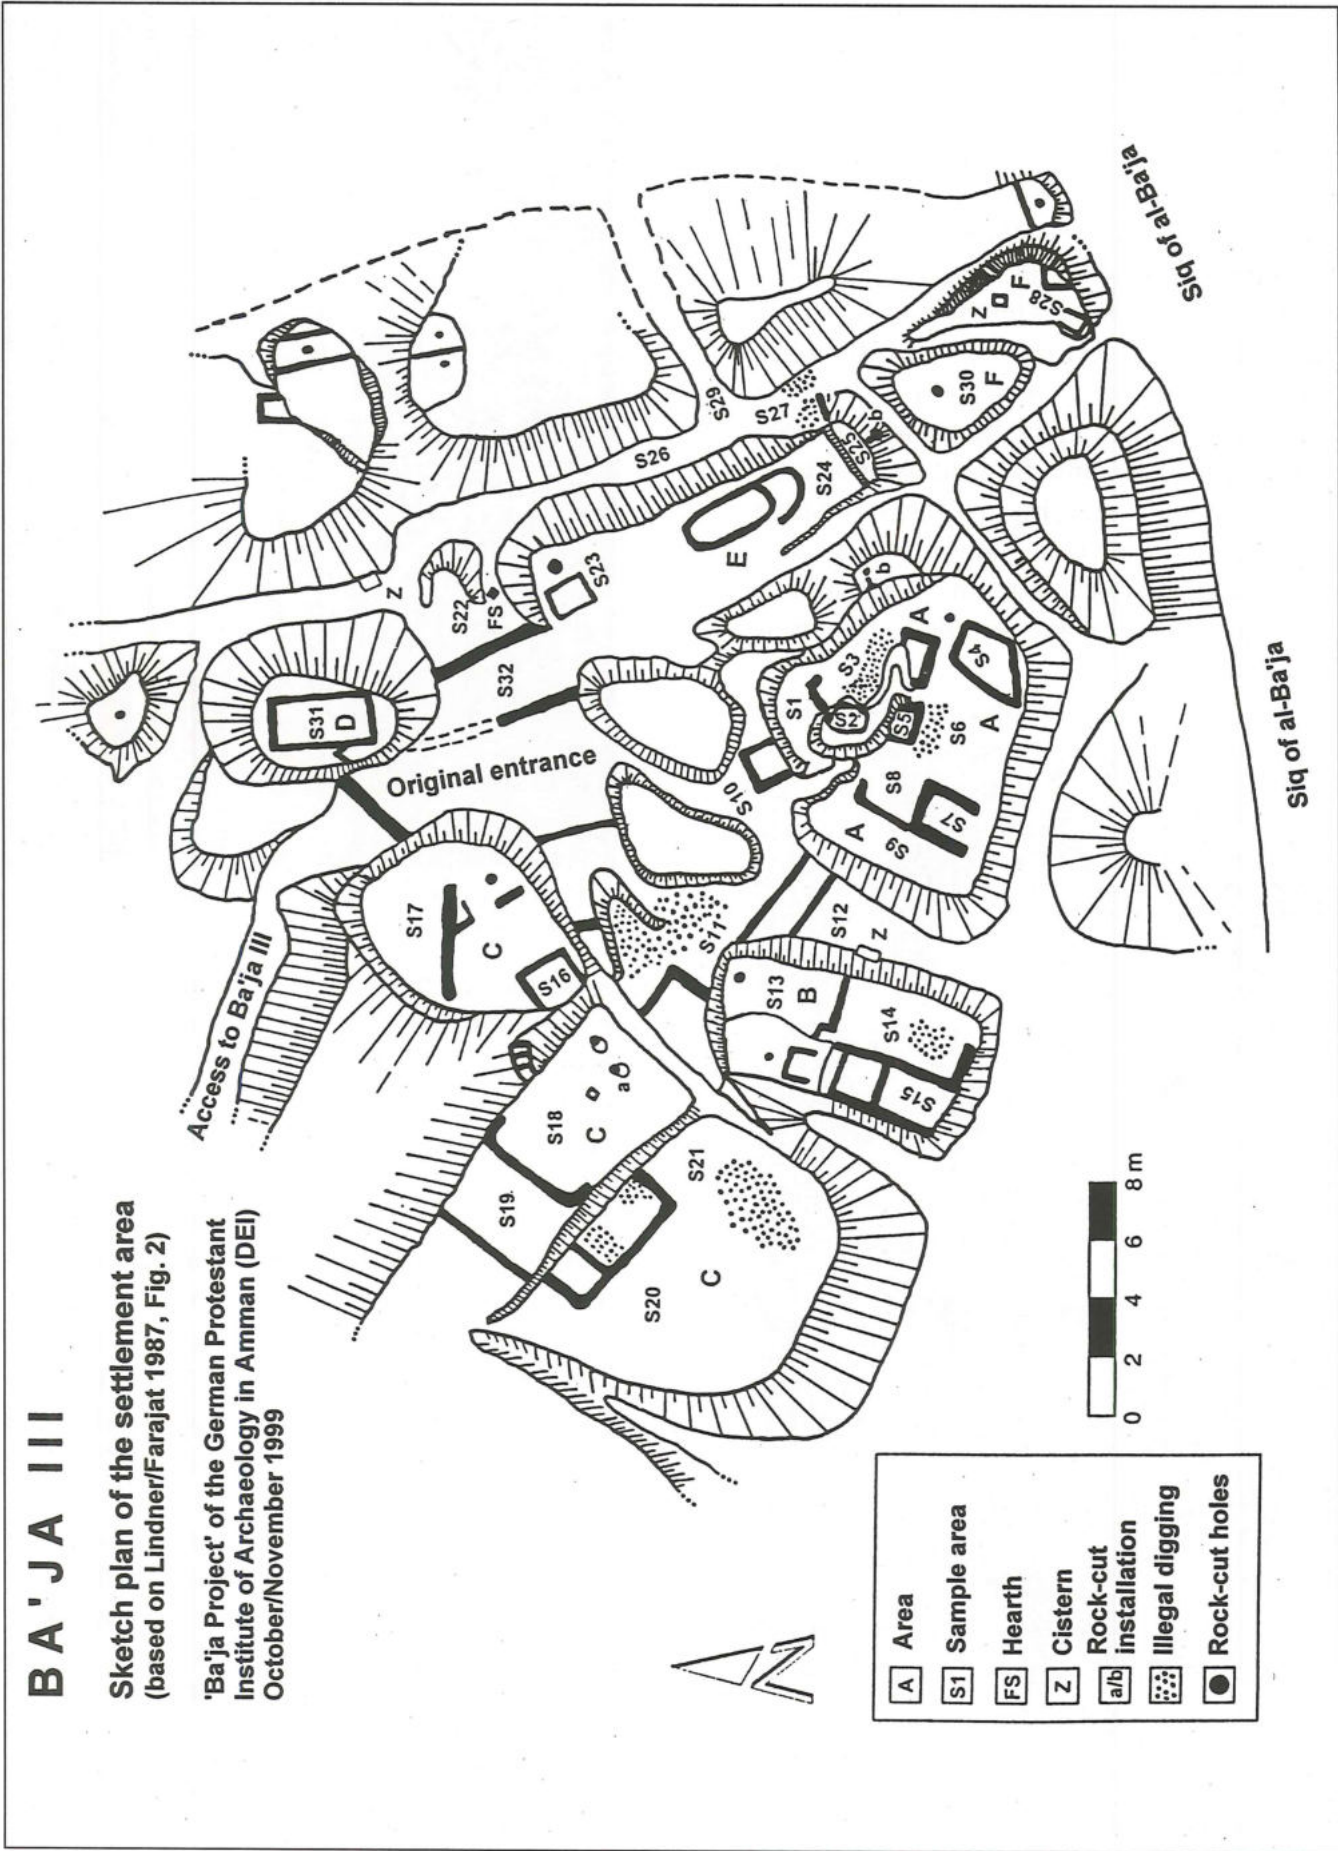 BA'JA III
Sketch plan of the settlement area
(based on Lindner/Farajat 1987, Fig. 2)
'Ba'ja Project' of the German Protestant
Institute of Archaeology in Amman (DEI)
October/November 1999
Access to Ba'ja III
Original entrance
S31
D
S17
C
S16
S18
C
a
S19
S20
S21
C
S22
FS
Z
S32
S23
S26
S29
S27
E
S24
S25
b
Z
F
S28
S30
F
b
S1
S2
S3
A
S4
S5
S6
A
S8
S7
A
S9
S10
S11
S12
Z
S13
B
S14
S15
Siq of al-Ba'ja
Siq of al-Ba'ja
0 2 4 6 8 m
N
A Area
S1 Sample area
FS Hearth
Z Cistern
a/b Rock-cut
installation
Illegal digging
Rock-cut holes